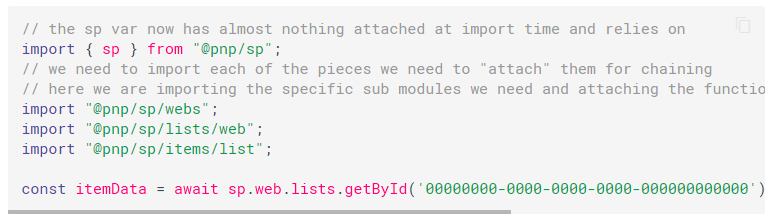 // the sp var now has almost nothing attached at import time and relies on
import { sp } from "@pnp/sp";
// we need to import each of the pieces we need to "attach" them for chaining
// here we are importing the specific sub modules we need and attaching the functio
import "@pnp/sp/webs";
import "@pnp/sp/lists/web";
import "@pnp/sp/items/list";
const itemData = await sp.web.lists.getById('00000000-0000-0000-0000-000000000000')